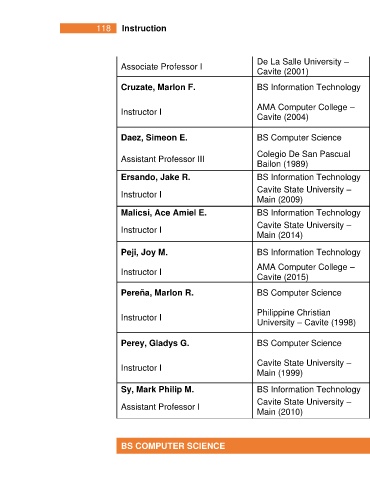 118 Instruction
Associate Professor I De La Salle University –
Cavite (2001)
Cruzate, Marlon F. BS Information Technology
Instructor I AMA Computer College –
Cavite (2004)
Daez, Simeon E. BS Computer Science
Assistant Professor III Colegio De San Pascual
Bailon (1989)
Ersando, Jake R. BS Information Technology
Instructor I Cavite State University –
Main (2009)
Malicsi, Ace Amiel E. BS Information Technology
Instructor I Cavite State University –
Main (2014)
Peji, Joy M. BS Information Technology
Instructor I AMA Computer College –
Cavite (2015)
Pereña, Marlon R. BS Computer Science
Instructor I Philippine Christian
University – Cavite (1998)
Perey, Gladys G. BS Computer Science
Instructor I Cavite State University –
Main (1999)
Sy, Mark Philip M. BS Information Technology
Assistant Professor I Cavite State University –
Main (2010)
BS COMPUTER SCIENCE